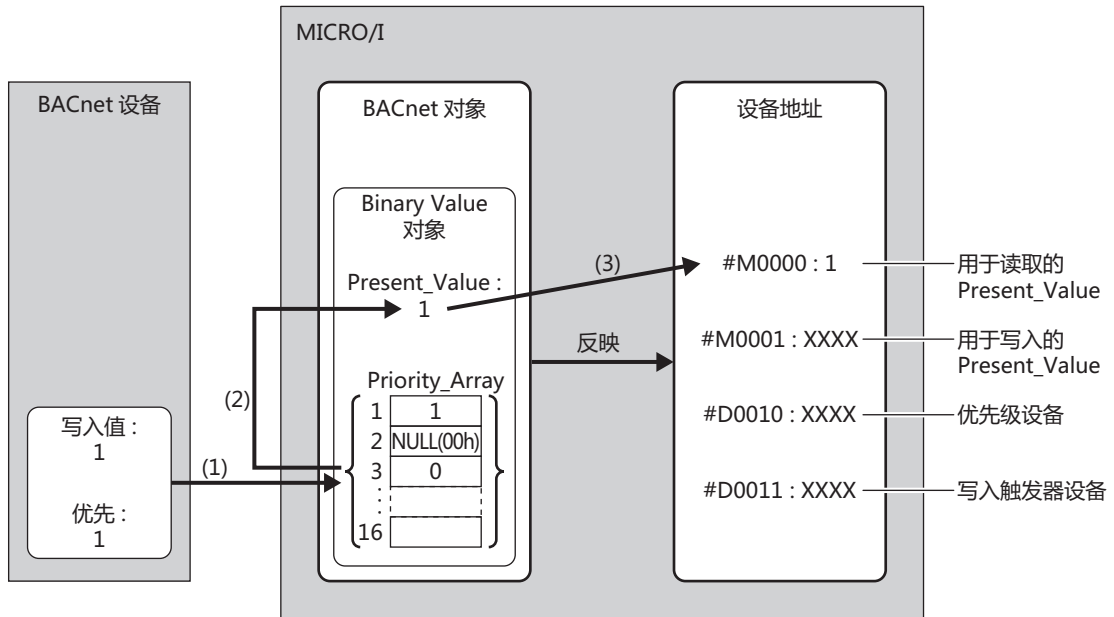 MICRO/I
BACnet 设备
BACnet 对象
设备地址
Binary Value
对象
Present_Value :
1
(3)
#M0000 : 1
用于读取的
Present_Value
反映
#M0001 : XXXX
用于写入的
Present_Value
Priority_Array
1 1
2 NULL(00h)
3 0
:
16
(2)
(1)
写入值 :
1
优先 :
1
#D0010 : XXXX
优先级设备
#D0011 : XXXX
写入触发器设备